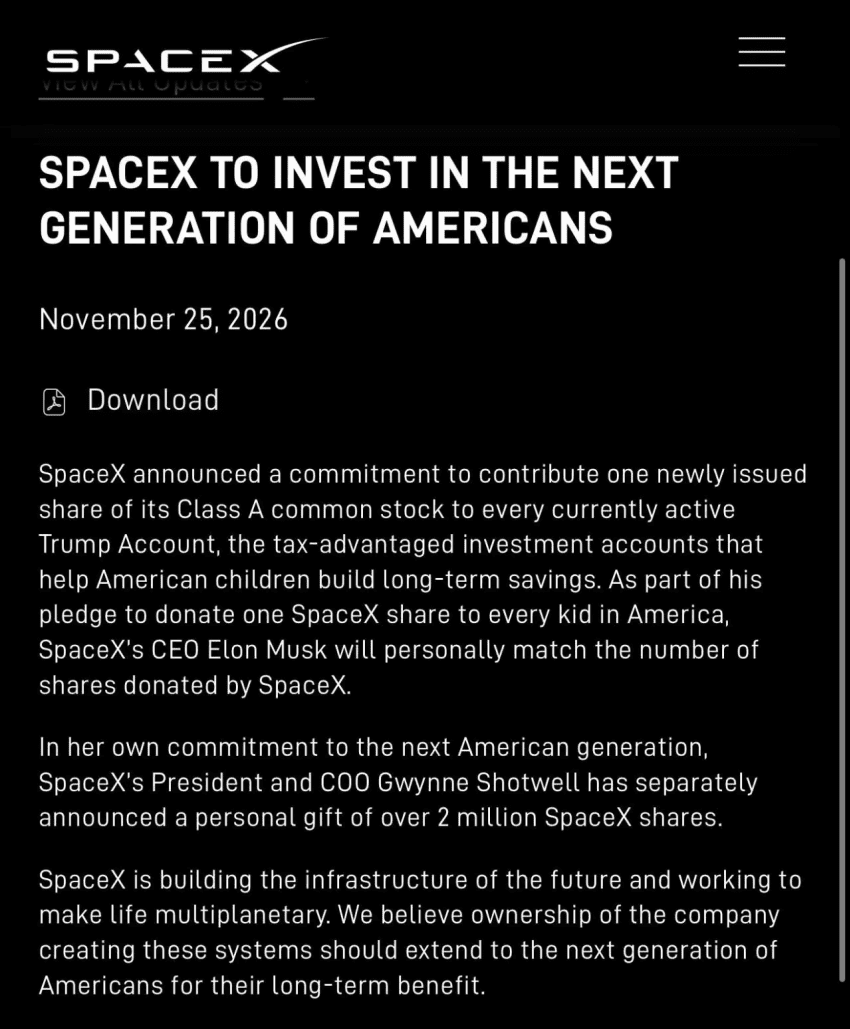 SPACEX
View All Updates
SPACEX TO INVEST IN THE NEXT
GENERATION OF AMERICANS
November 25, 2026
Download
SpaceX announced a commitment to contribute one newly issued
share of its Class A common stock to every currently active
Trump Account, the tax-advantaged investment accounts that
help American children build long-term savings. As part of his
pledge to donate one SpaceX share to every kid in America,
SpaceX's CEO Elon Musk will personally match the number of
shares donated by SpaceX.
In her own commitment to the next American generation,
SpaceX's President and COO Gwynne Shotwell has separately
announced a personal gift of over 2 million SpaceX shares.
SpaceX is building the infrastructure of the future and working to
make life multiplanetary. We believe ownership of the company
creating these systems should extend to the next generation of
Americans for their long-term benefit.